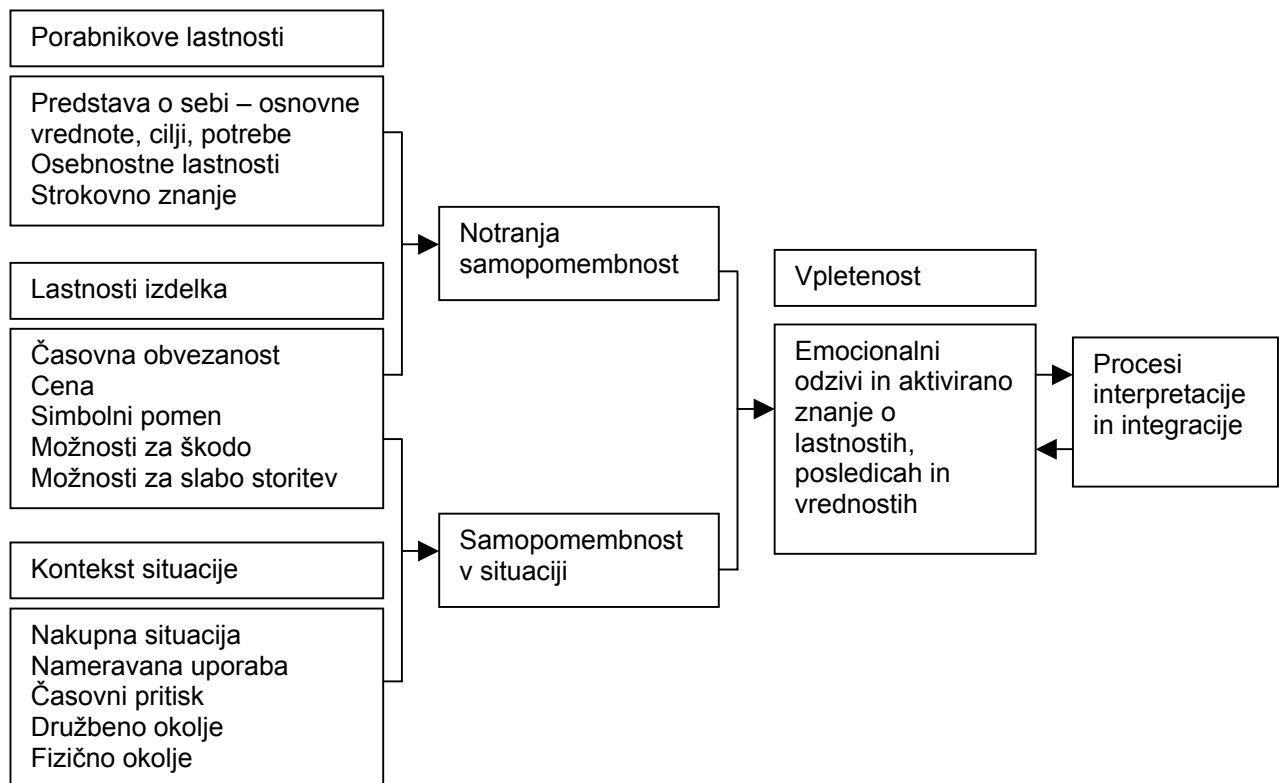 Porabnikove lastnosti
Predstava o sebi – osnovne
vrednote, cilji, potrebe
Osebnostne lastnosti
Strokovno znanje
Lastnosti izdelka
Časovna obvezanost
Cena
Simbolni pomen
Možnosti za škodo
Možnosti za slabo storitev
Kontekst situacije
Nakupna situacija
Nameravana uporaba
Časovni pritisk
Družbeno okolje
Fizično okolje
Notranja
samopomembnost
Samopomembnost
v situaciji
Vpletenost
Emocionalni
odzivi in aktivirano
znanje o
lastnostih,
posledicah in
vrednostih
Procesi
interpretacije
in integracije